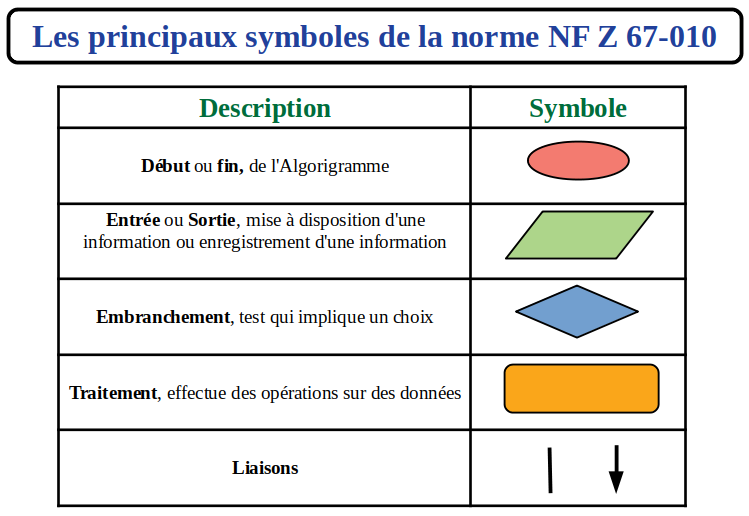 Les principaux symboles de la norme NF Z 67-010
Description
Symbole
Début ou fin, de l'Algorigramme
Entrée ou Sortie, mise à disposition d'une
information ou enregistrement d'une information
Embranchement, test qui implique un choix
Traitement, effectue des opérations sur des données
Liaisons